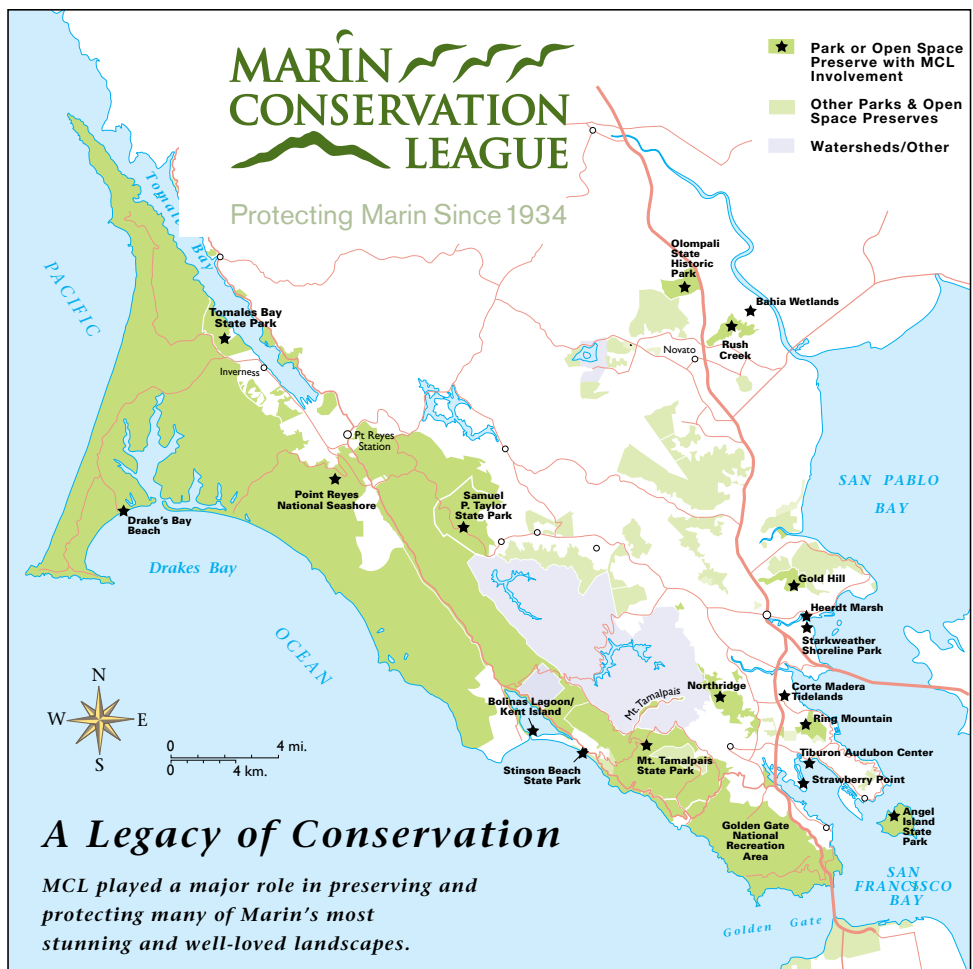 MARIN
CONSERVATION
LEAGUE
Protecting Marin Since 1934
Park or Open Space
Preserve with MCL
Involvement
Other Parks & Open
Space Preserves
Watersheds/Other
Tomales
Bay
PACIFIC
OCEAN
Olompali
State
Historic
Park
Bahia Wetlands
Rush
Creek
Novato
Tomales Bay
State Park
Inverness
Pt Reyes
Station
Point Reyes
National Seashore
Samuel
P. Taylor
State Park
Drake's Bay
Beach
Drakes Bay
SAN PABLO
BAY
Gold Hill
Heerdt Marsh
Starkweather
Shoreline Park
Northridge
Corte Madera
Tidelands
Mt. Tamalpais
Ring Mountain
Bolinas Lagoon/
Kent Island
Tiburon Audubon Center
Mt. Tamalpais
State Park
Stinson Beach
State Park
Strawberry Point
Angel
Island
State
Park
Golden Gate
National
Recreation
Area
SAN
FRANCISCO
BAY
Golden Gate
N
W
E
S
0
4 mi.
0
4 km.
A Legacy of Conservation
MCL played a major role in preserving and
protecting many of Marin's most
stunning and well-loved landscapes.